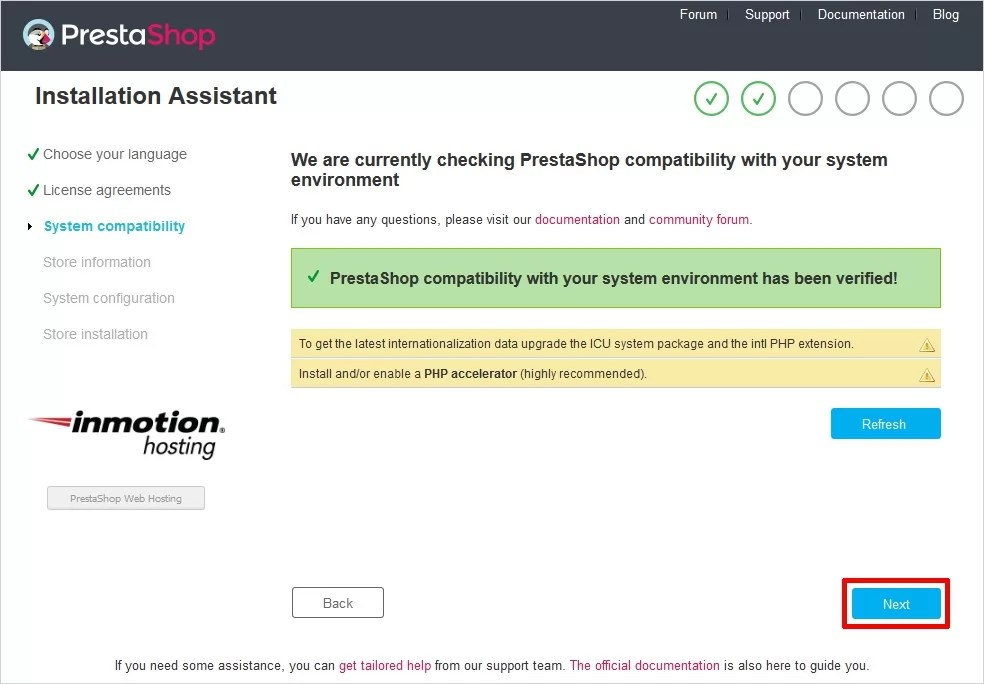 Forum Support Documentation Blog
PrestaShop
Installation Assistant
Choose your language
License agreements
System compatibility
Store information
System configuration
Store installation
inmotion®
hosting
PrestaShop Web Hosting
We are currently checking PrestaShop compatibility with your system
environment
If you have any questions, please visit our documentation and community forum.
PrestaShop compatibility with your system environment has been verified!
To get the latest internationalization data upgrade the ICU system package and the intl PHP extension.
Install and/or enable a PHP accelerator (highly recommended).
Refresh
Back
Next
If you need some assistance, you can get tailored help from our support team. The official documentation is also here to guide you.